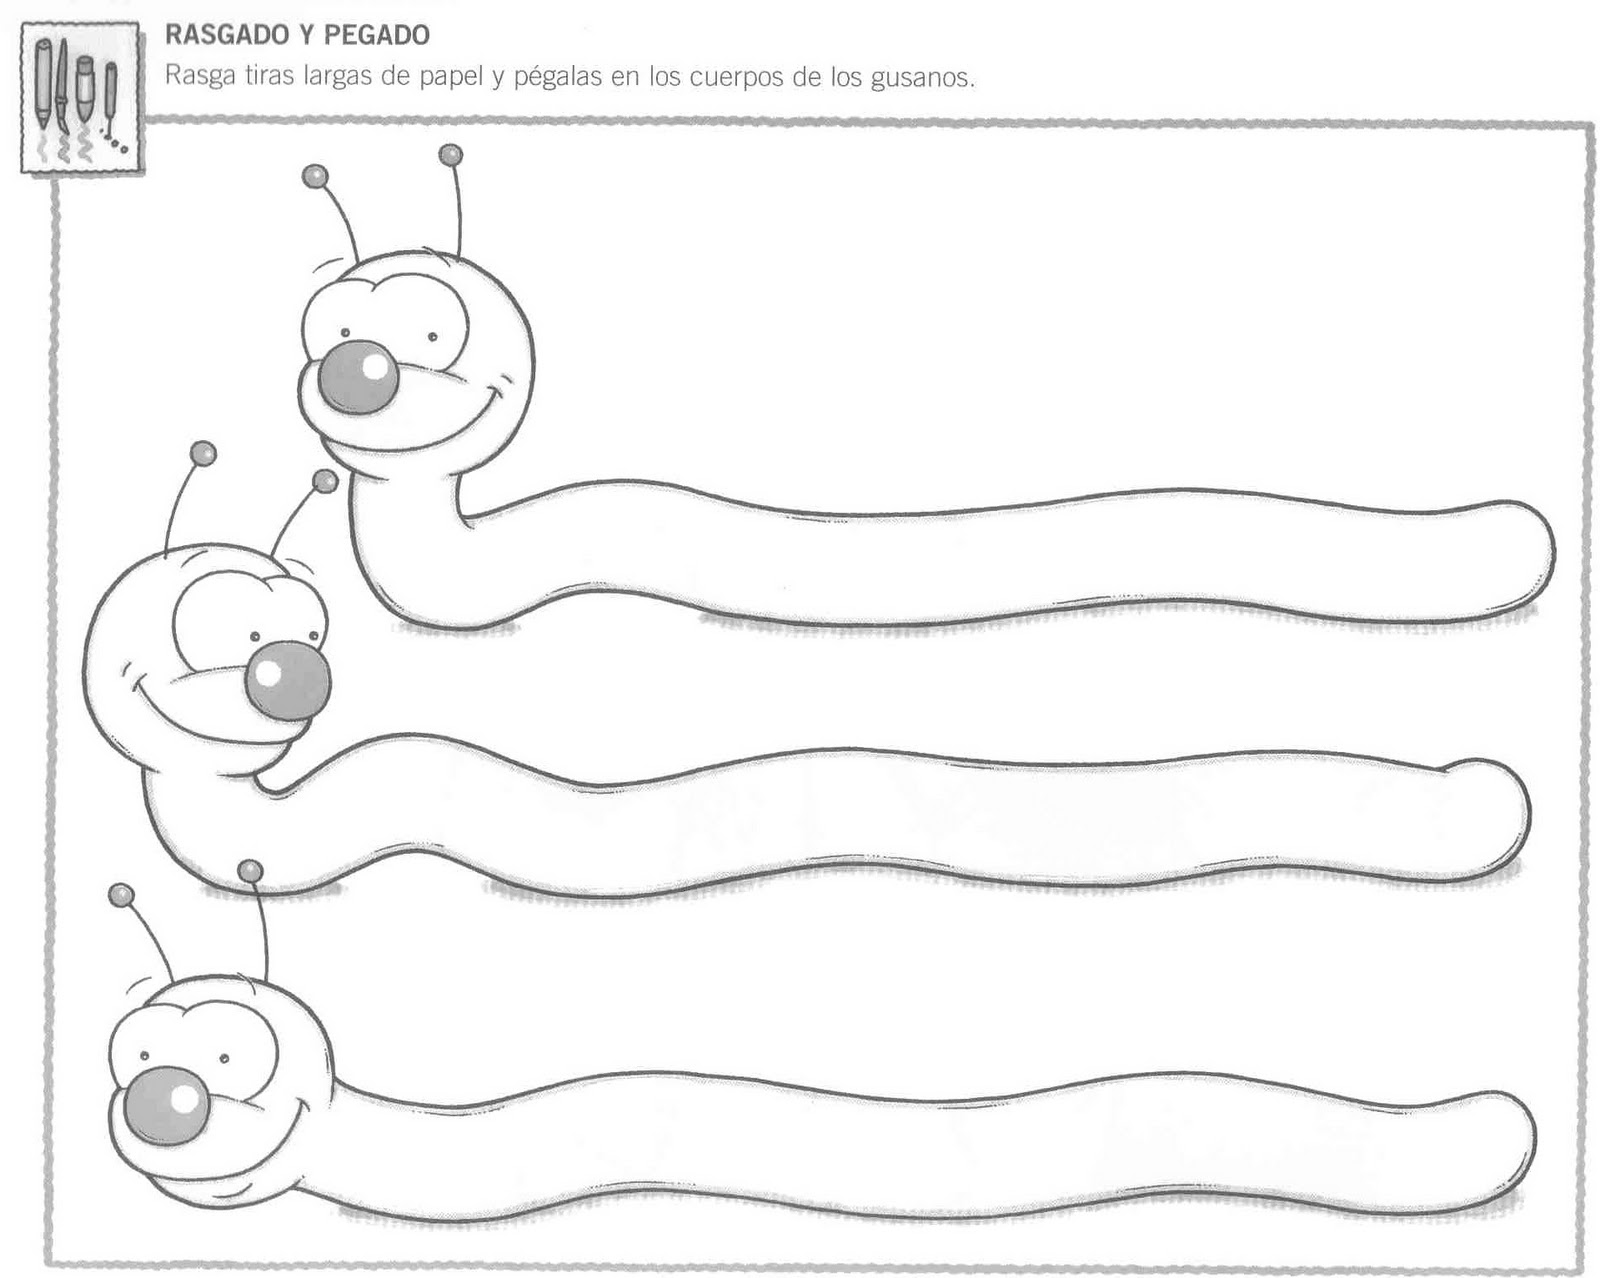 RASGADO Y PEGADO
Rasga tiras largas de papel y pégalas en los cuerpos de los gusanos.